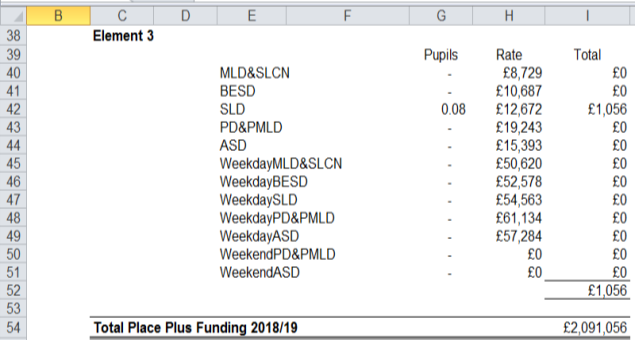 B C D E F G H I
38 Element 3
39 Pupils Rate Total
40 MLD&SLCN - £8,729 £0
41 BESD - £10,687 £0
42 SLD 0.08 £12,672 £1,056
43 PD&PMLD - £19,243 £0
44 ASD - £15,393 £0
45 WeekdayMLD&SLCN - £50,620 £0
46 WeekdayBESD - £52,578 £0
47 WeekdaySLD - £54,563 £0
48 WeekdayPD&PMLD - £61,134 £0
49 WeekdayASD - £57,284 £0
50 WeekendPD&PMLD - £0 £0
51 WeekendASD - £0 £0
52 £1,056
53
54 Total Place Plus Funding 2018/19 £2,091,056